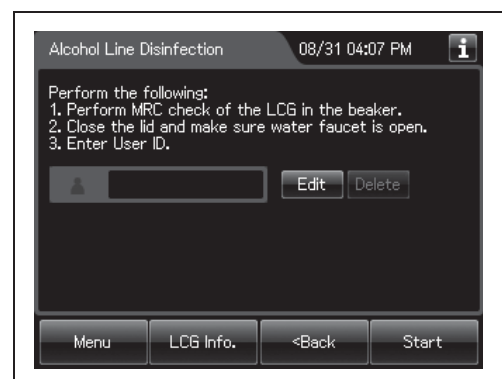 Alcohol Line Disinfection 08/31 04:07 PM i
Perform the following:
1. Perform MRC check of the LCG in the beaker.
2. Close the lid and make sure water faucet is open.
3. Enter User ID.
Edit Delete
Menu LCG Info. <Back Start